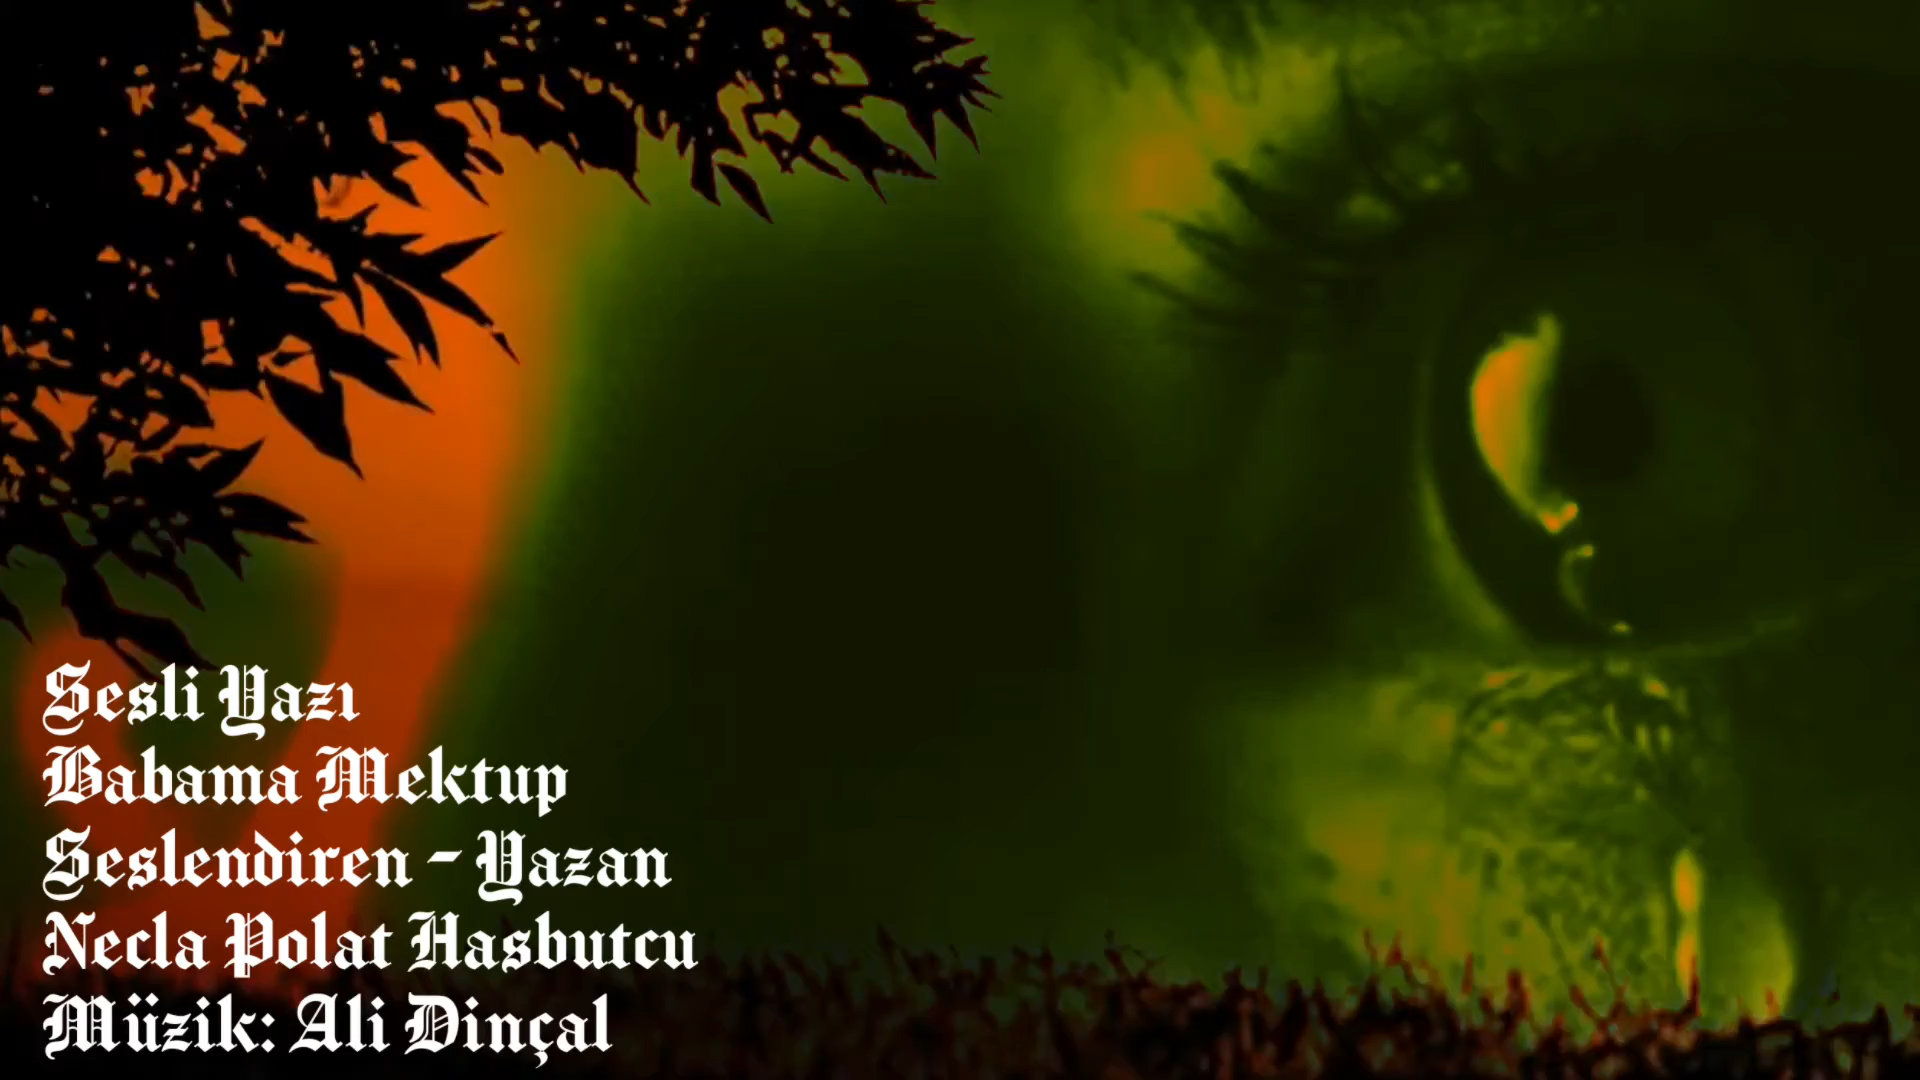 Sesli Yazı
Babama Mektup
Seslendiren - Yazan
Necla Polat Hasbutcu
Müzik: Ali Dinçal